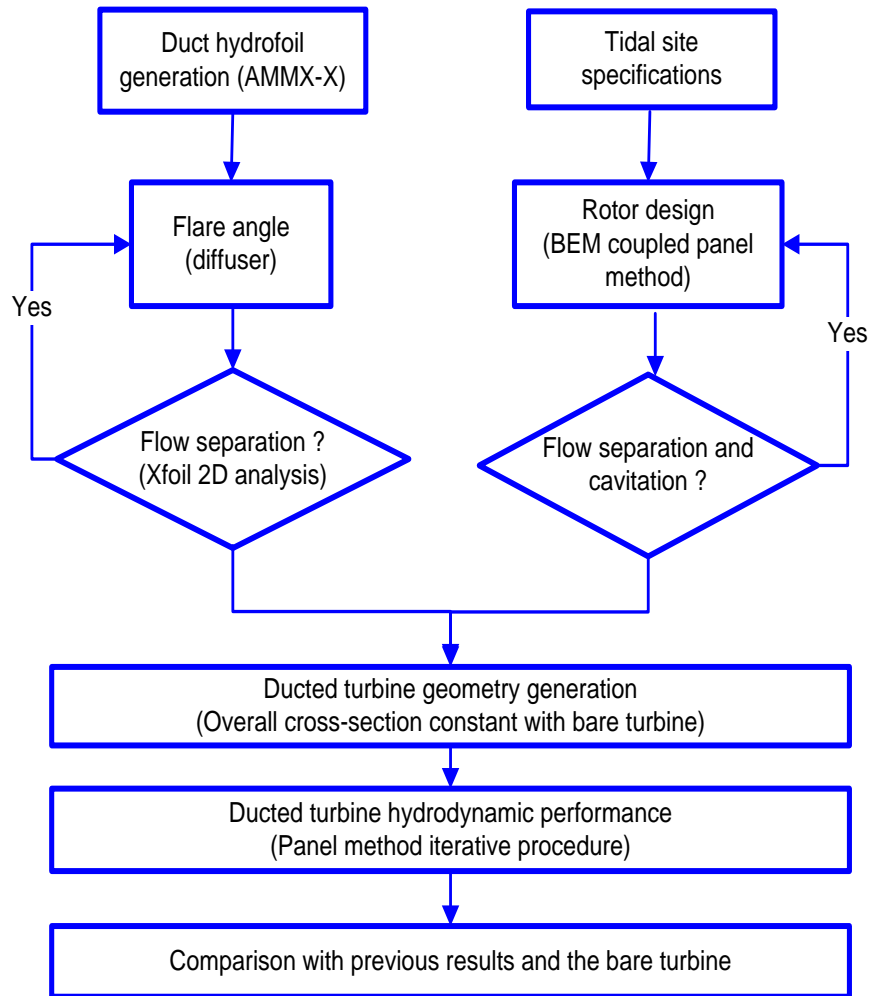 Duct hydrofoil
generation (AMMX-X)
Tidal site
specifications
Flare angle
(diffuser)
Rotor design
(BEM coupled panel
method)
Yes
Yes
Flow separation ?
(Xfoil 2D analysis)
Flow separation and
cavitation ?
Ducted turbine geometry generation
(Overall cross-section constant with bare turbine)
Ducted turbine hydrodynamic performance
(Panel method iterative procedure)
Comparison with previous results and the bare turbine